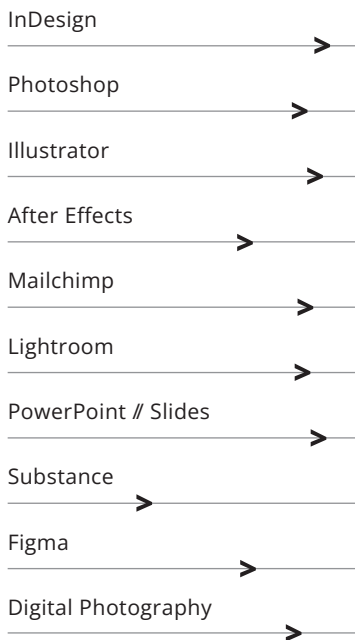 InDesign
Photoshop
Illustrator
After Effects
Mailchimp
Lightroom
PowerPoint // Slides
Substance
Figma
Digital Photography